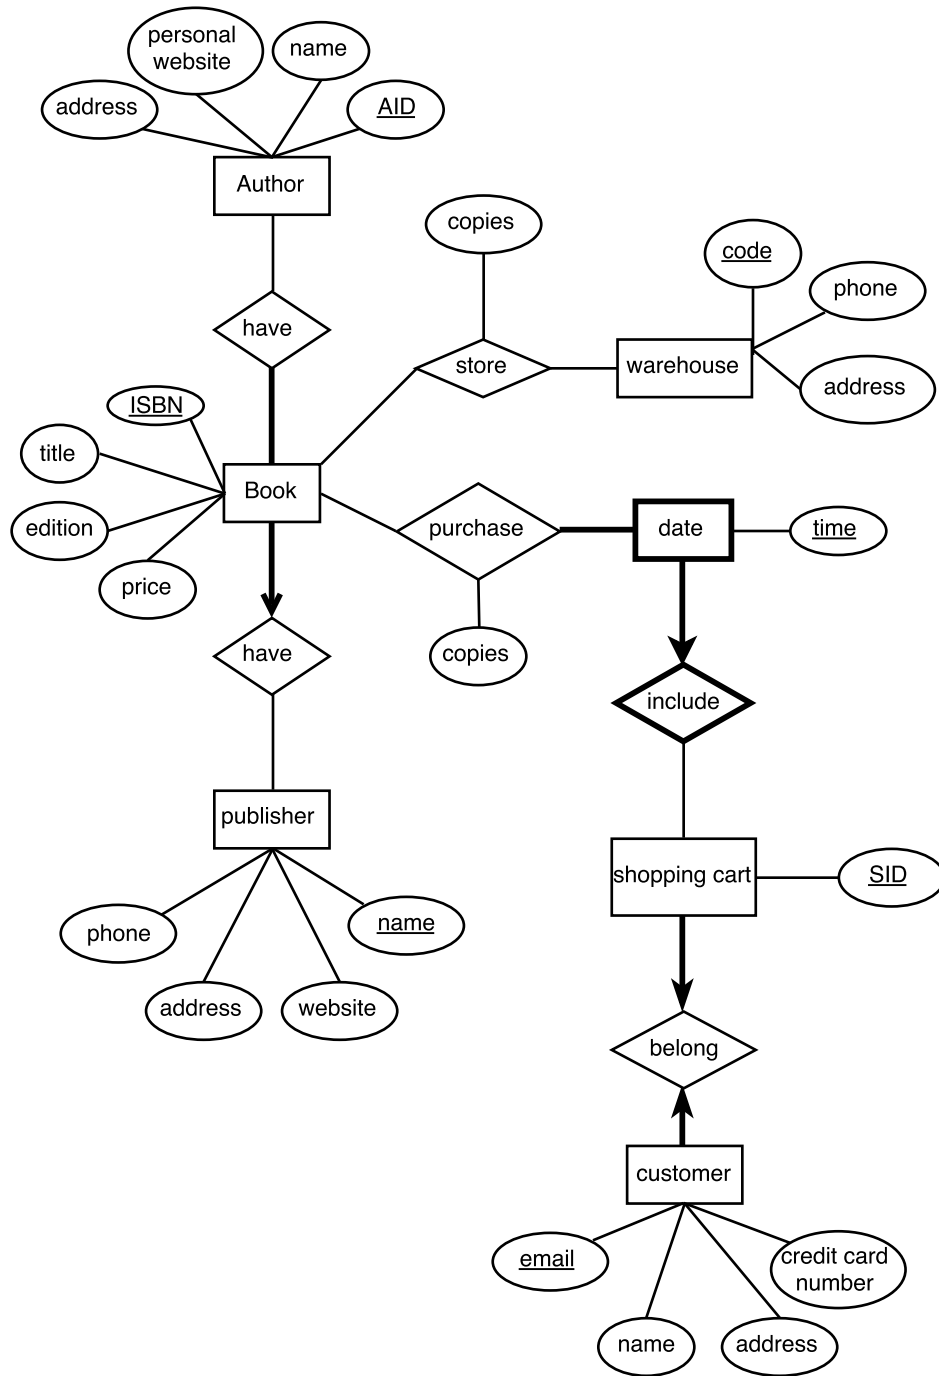 personal
website
name
address
AID
Author
copies
code
phone
have
store
warehouse
address
ISBN
title
Book
edition
purchase
date
time
price
have
copies
include
publisher
shopping cart
SID
phone
name
address
website
belong
customer
email
credit card
number
name
address